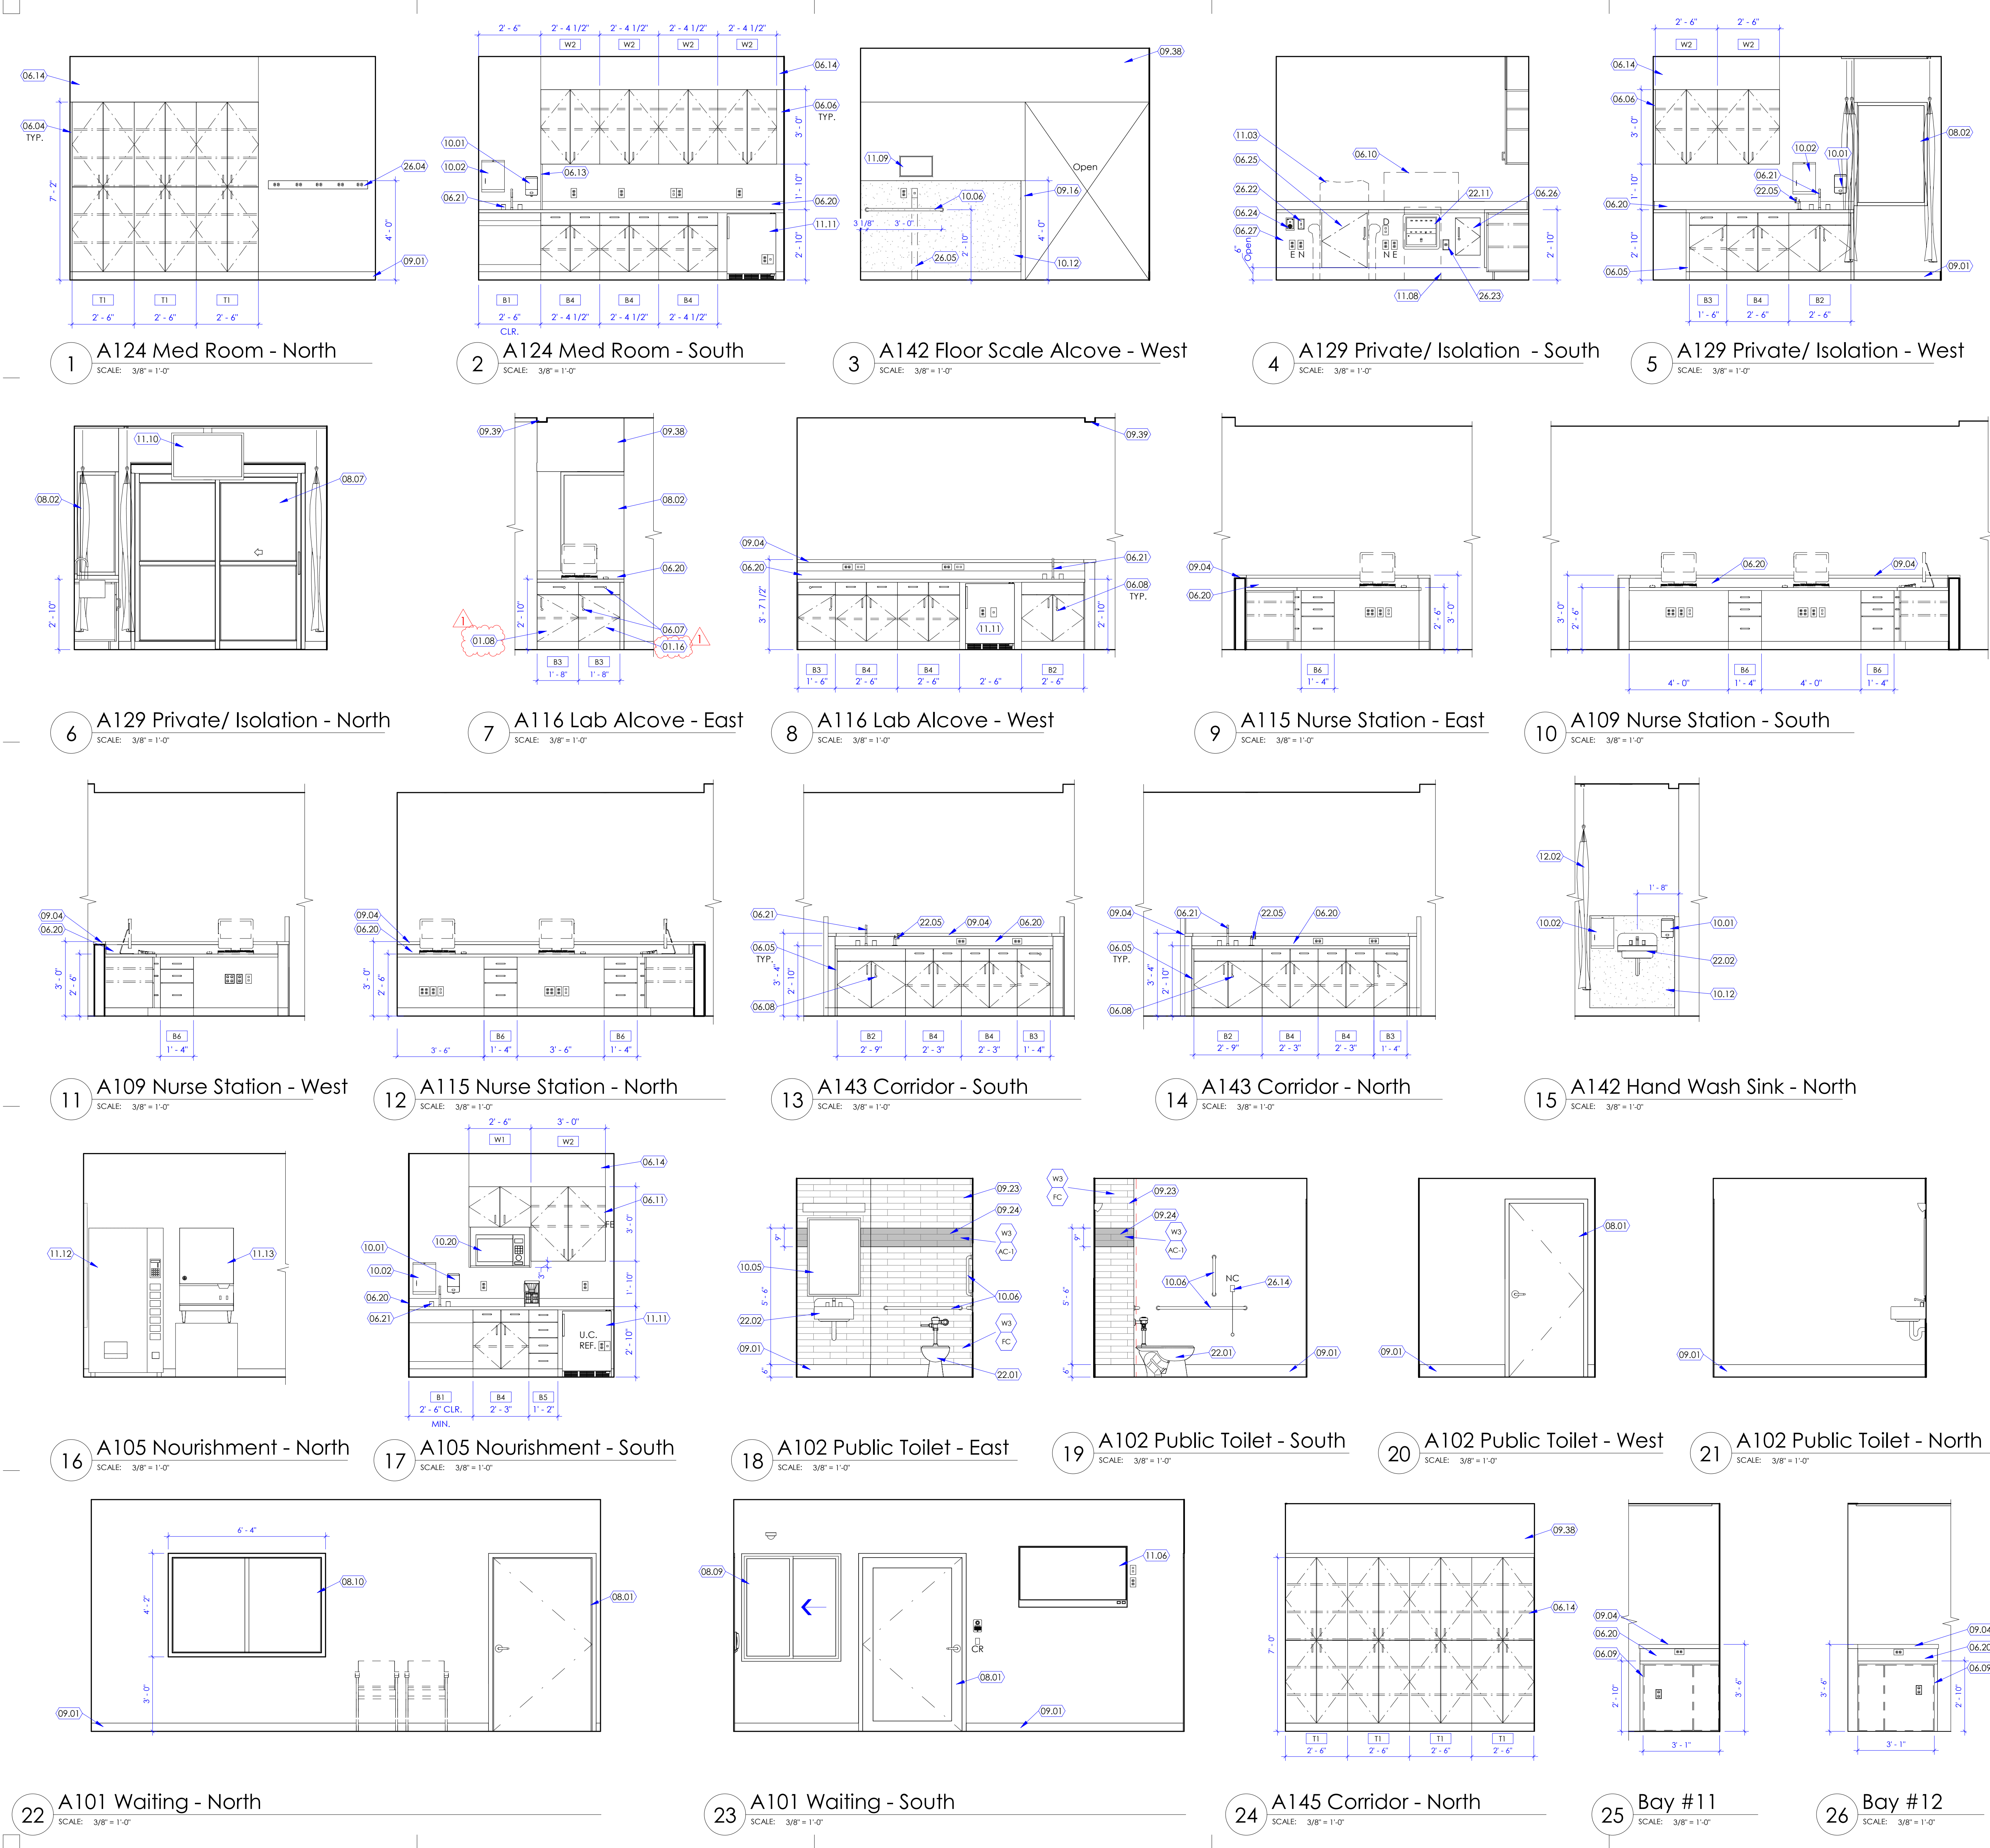 06.14
06.04
TYP.
7' - 2"
26.04
4' - 0"
09.01
T1
T1
T1
2' - 6"
2' - 6"
2' - 6"
1
A124 Med Room - North
SCALE: 3/8" = 1'-0"
2' - 6"
2' - 4 1/2"
2' - 4 1/2"
2' - 4 1/2"
2' - 4 1/2"
W2
W2
W2
W2
06.14
06.06
TYP.
3' - 0"
10.01
10.02
06.13
1' - 10"
06.21
06.20
11.11
2' - 10"
B1
B4
B4
B4
2' - 6"
2' - 4 1/2"
2' - 4 1/2"
2' - 4 1/2"
CLR.
2
A124 Med Room - South
SCALE: 3/8" = 1'-0"
09.38
11.09
Open
09.16
10.06
3 1/8"
3' - 0"
2' - 10"
4' - 0"
26.05
10.12
3
A142 Floor Scale Alcove - West
SCALE: 3/8" = 1'-0"
11.03
06.10
06.25
26.22
22.11
06.26
06.24
06.27
D
E N
N E
6"
Open
2' - 10"
11.08
26.23
4
A129 Private/ Isolation - South
SCALE: 3/8" = 1'-0"
2' - 6"
2' - 6"
W2
W2
06.14
06.06
3' - 0"
08.02
10.02
10.01
06.21
22.05
1' - 10"
06.20
2' - 10"
06.05
09.01
B3
B4
B2
1' - 6"
2' - 6"
2' - 6"
5
A129 Private/ Isolation - West
SCALE: 3/8" = 1'-0"
11.10
08.07
08.02
2' - 10"
6
A129 Private/ Isolation - North
SCALE: 3/8" = 1'-0"
09.39
09.38
08.02
06.20
2' - 10"
1
01.08
06.07
01.16
1
B3
B3
1' - 8"
1' - 8"
7
A116 Lab Alcove - East
SCALE: 3/8" = 1'-0"
09.39
09.04
06.20
06.21
06.08
TYP.
3' - 7 1/2"
11.11
2' - 10"
B3
B4
B4
B2
1' - 6"
2' - 6"
2' - 6"
2' - 6"
2' - 6"
8
A116 Lab Alcove - West
SCALE: 3/8" = 1'-0"
09.04
06.20
2' - 6"
3' - 0"
B6
1' - 4"
9
A115 Nurse Station - East
SCALE: 3/8" = 1'-0"
06.20
09.04
3' - 0"
2' - 6"
B6
B6
4' - 0"
1' - 4"
4' - 0"
1' - 4"
10
A109 Nurse Station - South
SCALE: 3/8" = 1'-0"
09.04
06.20
3' - 0"
2' - 6"
B6
1' - 4"
11
A109 Nurse Station - West
SCALE: 3/8" = 1'-0"
09.04
06.20
3' - 0"
2' - 6"
B6
B6
3' - 6"
1' - 4"
3' - 6"
1' - 4"
12
A115 Nurse Station - North
SCALE: 3/8" = 1'-0"
06.21
22.05
09.04
06.20
06.05
TYP.
3' - 4"
2' - 10"
06.08
B2
B4
B4
B3
2' - 9"
2' - 3"
2' - 3"
1' - 4"
13
A143 Corridor - South
SCALE: 3/8" = 1'-0"
09.04
06.21
22.05
06.20
06.05
TYP.
3' - 4"
2' - 10"
06.08
B2
B4
B4
B3
2' - 9"
2' - 3"
2' - 3"
1' - 4"
14
A143 Corridor - North
SCALE: 3/8" = 1'-0"
12.02
1' - 8"
10.02
10.01
22.02
10.12
15
A142 Hand Wash Sink - North
SCALE: 3/8" = 1'-0"
11.12
11.13
16
A105 Nourishment - North
SCALE: 3/8" = 1'-0"
2' - 6"
3' - 0"
W1
W2
06.14
06.11
FE
3' - 0"
10.20
10.01
10.02
3"
1' - 10"
06.20
06.21
11.11
U.C.
REF.
2' - 10"
B1
B4
B5
2' - 6" CLR.
2' - 3"
1' - 2"
MIN.
17
A105 Nourishment - South
SCALE: 3/8" = 1'-0"
09.23
09.24
9"
W3
AC-1
10.05
5' - 6"
10.06
22.02
W3
FC
09.01
6"
22.01
18
A102 Public Toilet - East
SCALE: 3/8" = 1'-0"
W3
FC
09.23
09.24
9"
W3
AC-1
5' - 6"
10.06
NC
26.14
22.01
09.01
6"
19
A102 Public Toilet - South
SCALE: 3/8" = 1'-0"
08.01
09.01
20
A102 Public Toilet - West
SCALE: 3/8" = 1'-0"
09.01
21
A102 Public Toilet - North
SCALE: 3/8" = 1'-0"
6' - 4"
08.10
4' - 2"
08.01
3' - 0"
09.01
22
A101 Waiting - North
SCALE: 3/8" = 1'-0"
08.09
11.06
CR
08.01
09.01
23
A101 Waiting - South
SCALE: 3/8" = 1'-0"
09.38
06.14
7' - 0"
T1
T1
T1
T1
2' - 6"
2' - 6"
2' - 6"
2' - 6"
24
A145 Corridor - North
SCALE: 3/8" = 1'-0"
09.04
06.20
06.09
2' - 10"
3' - 6"
3' - 1"
25
Bay #11
SCALE: 3/8" = 1'-0"
09.04
06.20
06.09
3' - 6"
2' - 10"
3' - 1"
26
Bay #12
SCALE: 3/8" = 1'-0"